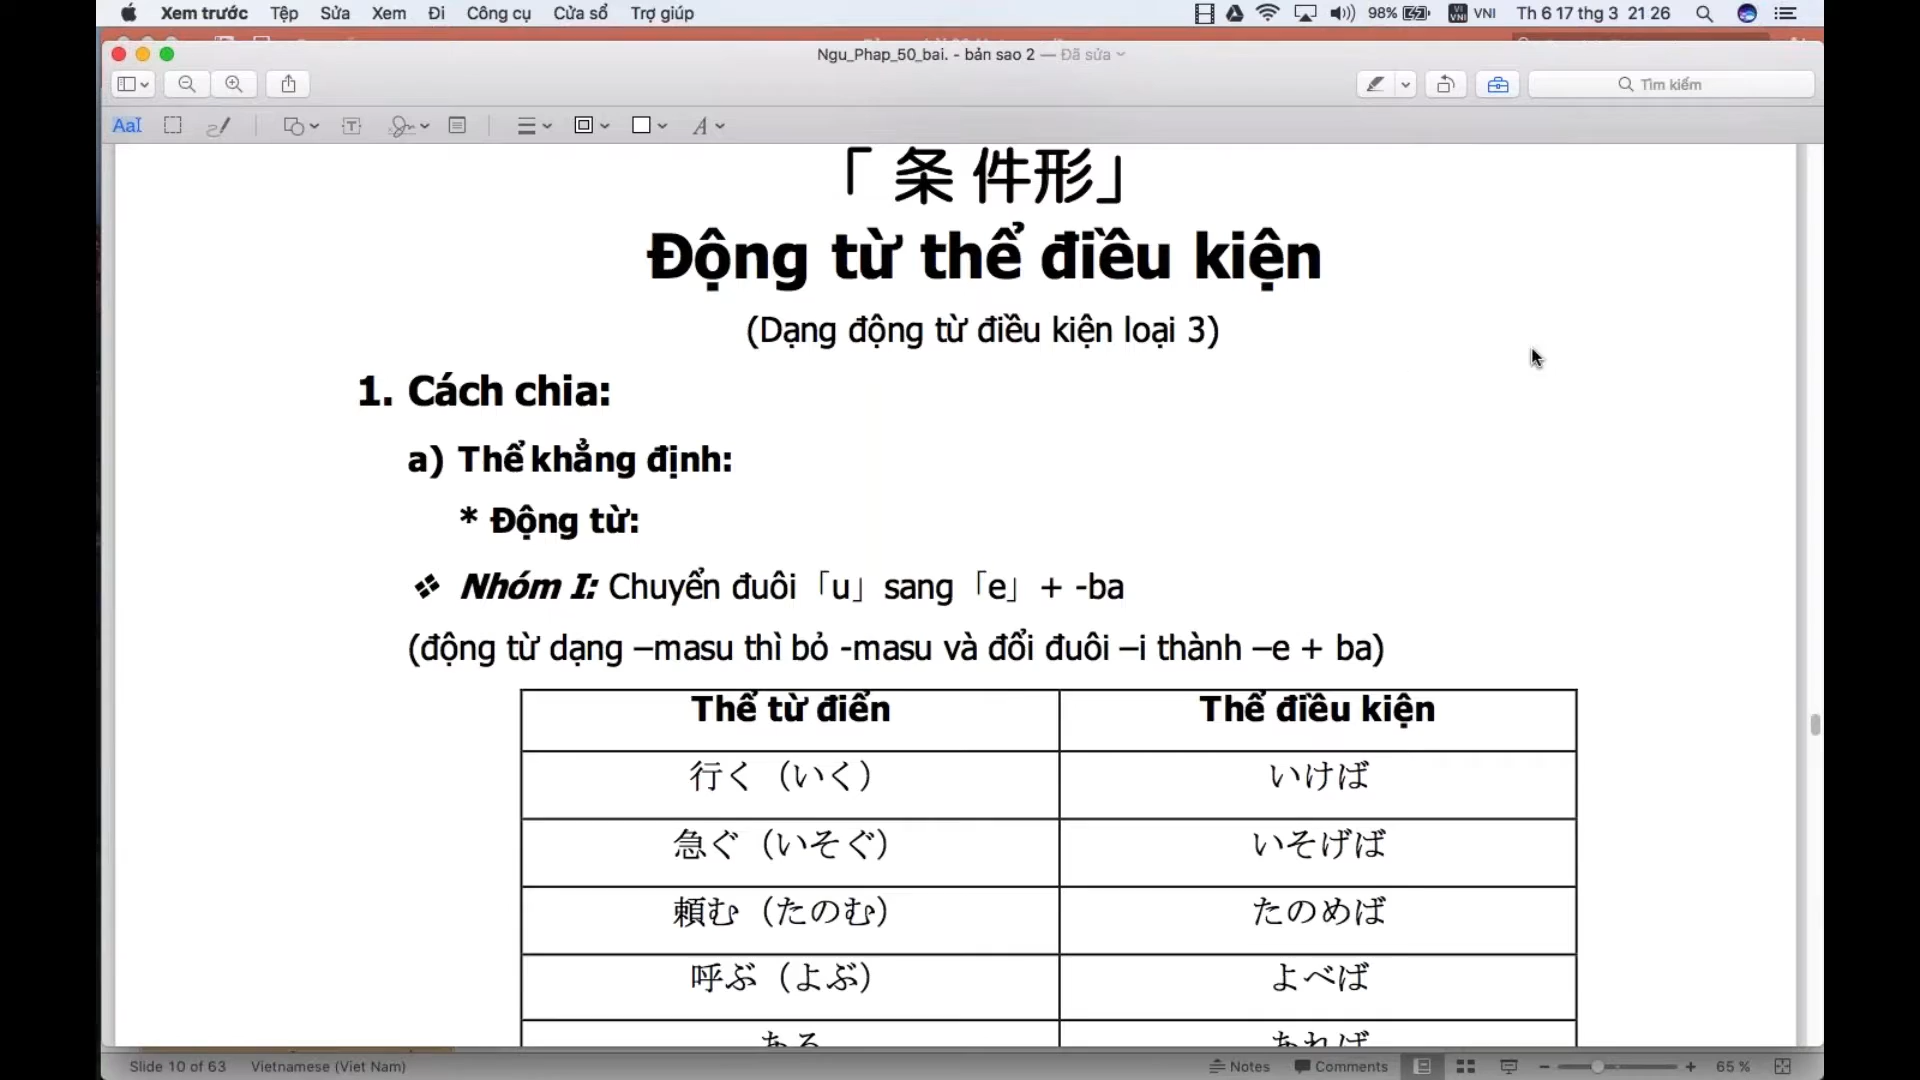 Xem trước Tệp Sửa Xem Đi Công cụ Cửa sổ Trợ giúp 98% VNI Th 6 17 thg 3 21 26
Ngu_Phap_50_bai. - bản sao 2 — Đã sửa
Tìm kiếm
AaI T A
「 条 件形」
Động từ thể điều kiện
(Dạng động từ điều kiện loại 3)
1. Cách chia:
a) Thể khẳng định:
* Động từ:
❖ Nhóm I: Chuyển đuôi「u」sang「e」+ -ba
(động từ dạng –masu thì bỏ -masu và đổi đuôi –i thành –e + ba)
Thể từ điển Thể điều kiện
行く（いく） いけば
急ぐ（いそぐ） いそげば
頼む（たのむ） たのめば
呼ぶ（よぶ） よべば
ある あれば
Slide 10 of 63 Vietnamese (Viet Nam) Notes Comments 65 %